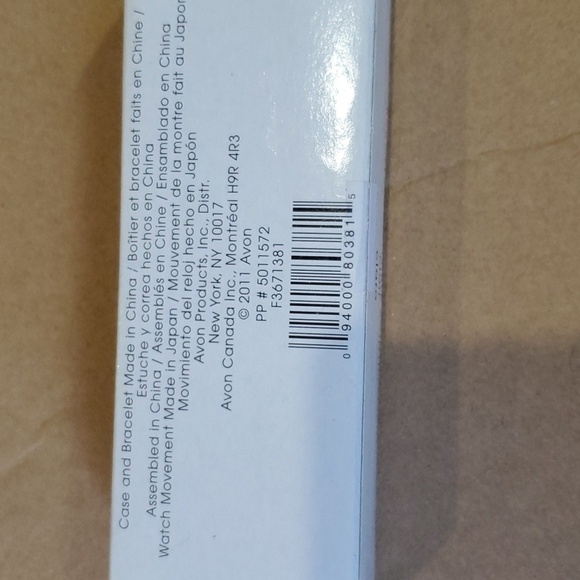 Case and Bracelet Made in China / Boîtier et bracelet faits en Chine /
Estuche y correa hechos en China
Assembled in China / Assemblés en Chine / Ensamblado en China
Watch Movement Made in Japan / Mouvement de la montre fait au Japon
Movimiento del reloj hecho en Japón
Avon Products, Inc., Distr.
New York, NY 10017
Avon Canada Inc., Montréal H9R 4R3
© 2011 Avon
PP # 5011572
F3671381
0 94000 80381 5